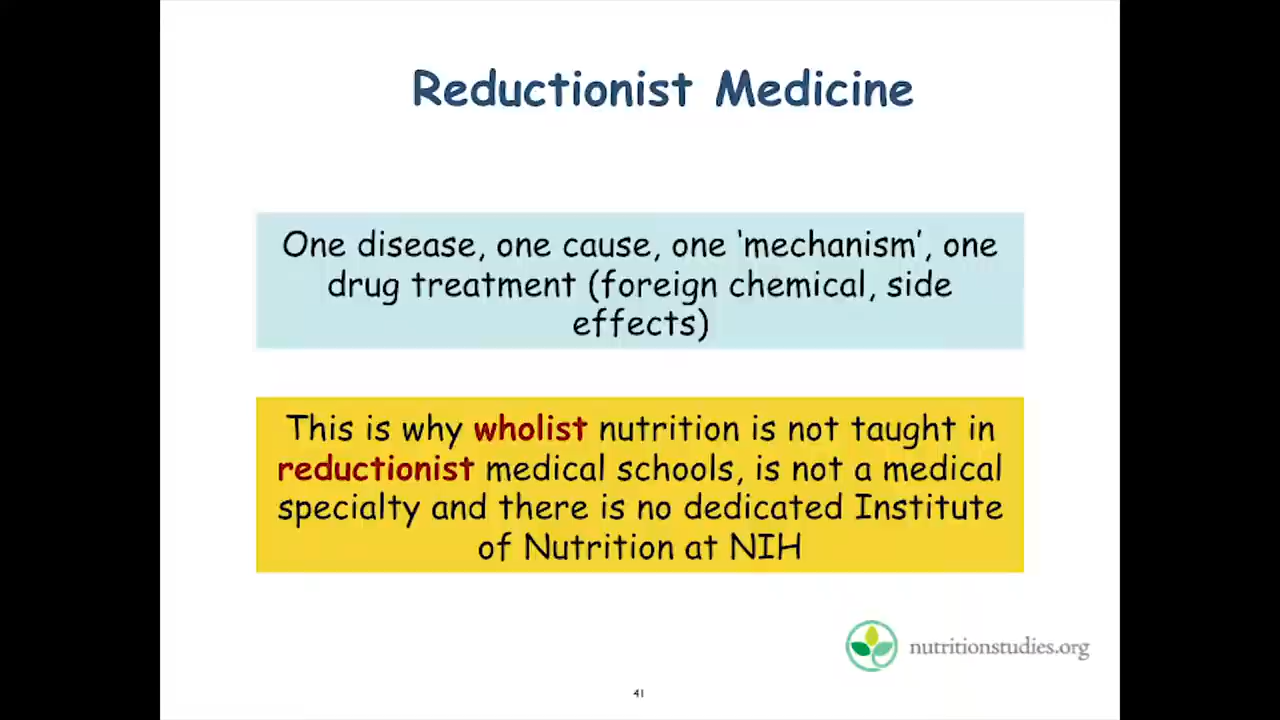 Reductionist Medicine
One disease, one cause, one ‘mechanism’, one
drug treatment (foreign chemical, side
effects)
This is why wholist nutrition is not taught in
reductionist medical schools, is not a medical
specialty and there is no dedicated Institute
of Nutrition at NIH
nutritionstudies.org
41